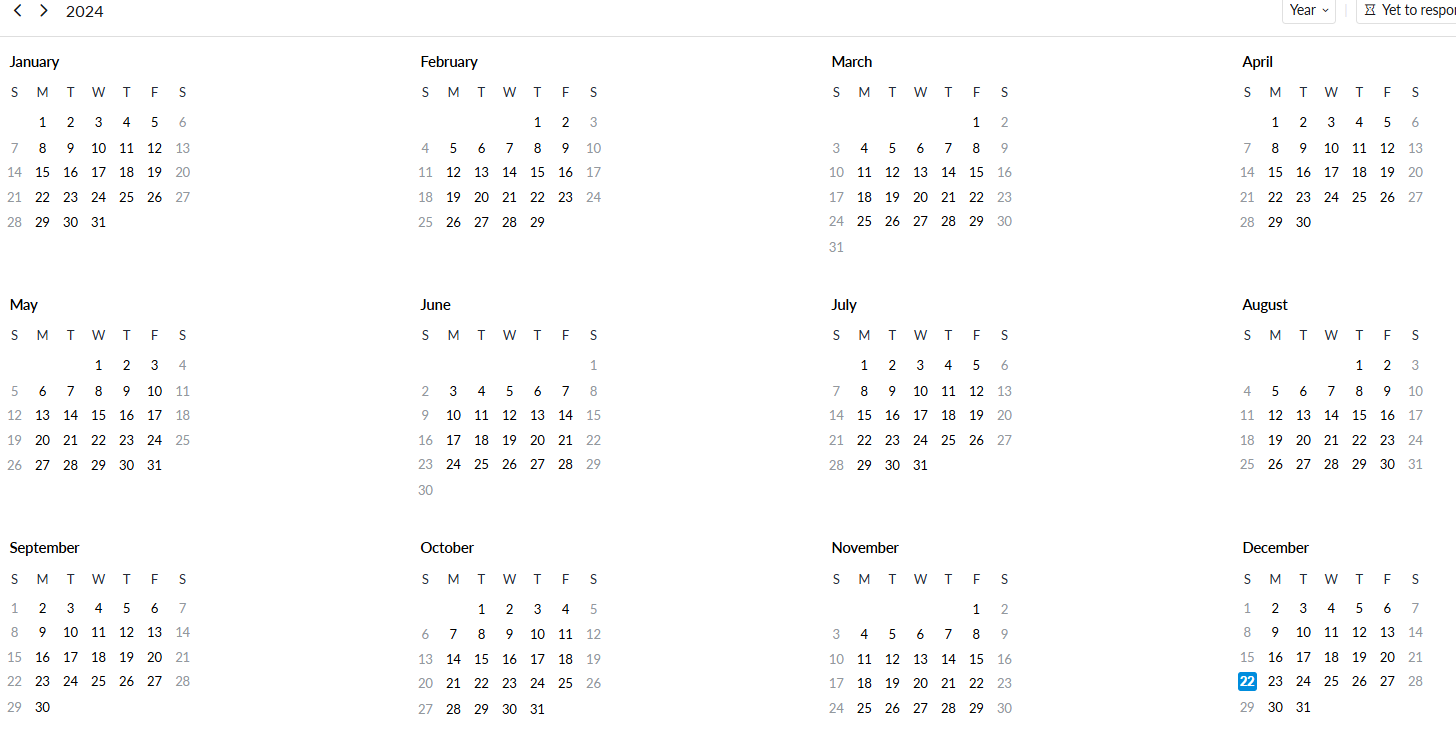 2024 Year Yet to respor
January February March April
S M T W T F S S M T W T F S S M T W T F S S M T W T F S
1 2 3 4 5 6 1 2 3 1 2 1 2 3 4 5 6
7 8 9 10 11 12 13 4 5 6 7 8 9 10 3 4 5 6 7 8 9 7 8 9 10 11 12 13
14 15 16 17 18 19 20 11 12 13 14 15 16 17 10 11 12 13 14 15 16 14 15 16 17 18 19 20
21 22 23 24 25 26 27 18 19 20 21 22 23 24 17 18 19 20 21 22 23 21 22 23 24 25 26 27
28 29 30 31 25 26 27 28 29 24 25 26 27 28 29 30 28 29 30
31
May June July August
S M T W T F S S M T W T F S S M T W T F S S M T W T F S
1 2 3 4 1 1 2 3 4 5 6 1 2 3
5 6 7 8 9 10 11 2 3 4 5 6 7 8 7 8 9 10 11 12 13 4 5 6 7 8 9 10
12 13 14 15 16 17 18 9 10 11 12 13 14 15 14 15 16 17 18 19 20 11 12 13 14 15 16 17
19 20 21 22 23 24 25 16 17 18 19 20 21 22 21 22 23 24 25 26 27 18 19 20 21 22 23 24
26 27 28 29 30 31 23 24 25 26 27 28 29 28 29 30 31 25 26 27 28 29 30 31
30
September October November December
S M T W T F S S M T W T F S S M T W T F S S M T W T F S
1 2 3 4 5 6 7 1 2 3 4 5 1 2 1 2 3 4 5 6 7
8 9 10 11 12 13 14 6 7 8 9 10 11 12 3 4 5 6 7 8 9 8 9 10 11 12 13 14
15 16 17 18 19 20 21 13 14 15 16 17 18 19 10 11 12 13 14 15 16 15 16 17 18 19 20 21
22 23 24 25 26 27 28 20 21 22 23 24 25 26 17 18 19 20 21 22 23 22 23 24 25 26 27 28
29 30 27 28 29 30 31 24 25 26 27 28 29 30 29 30 31